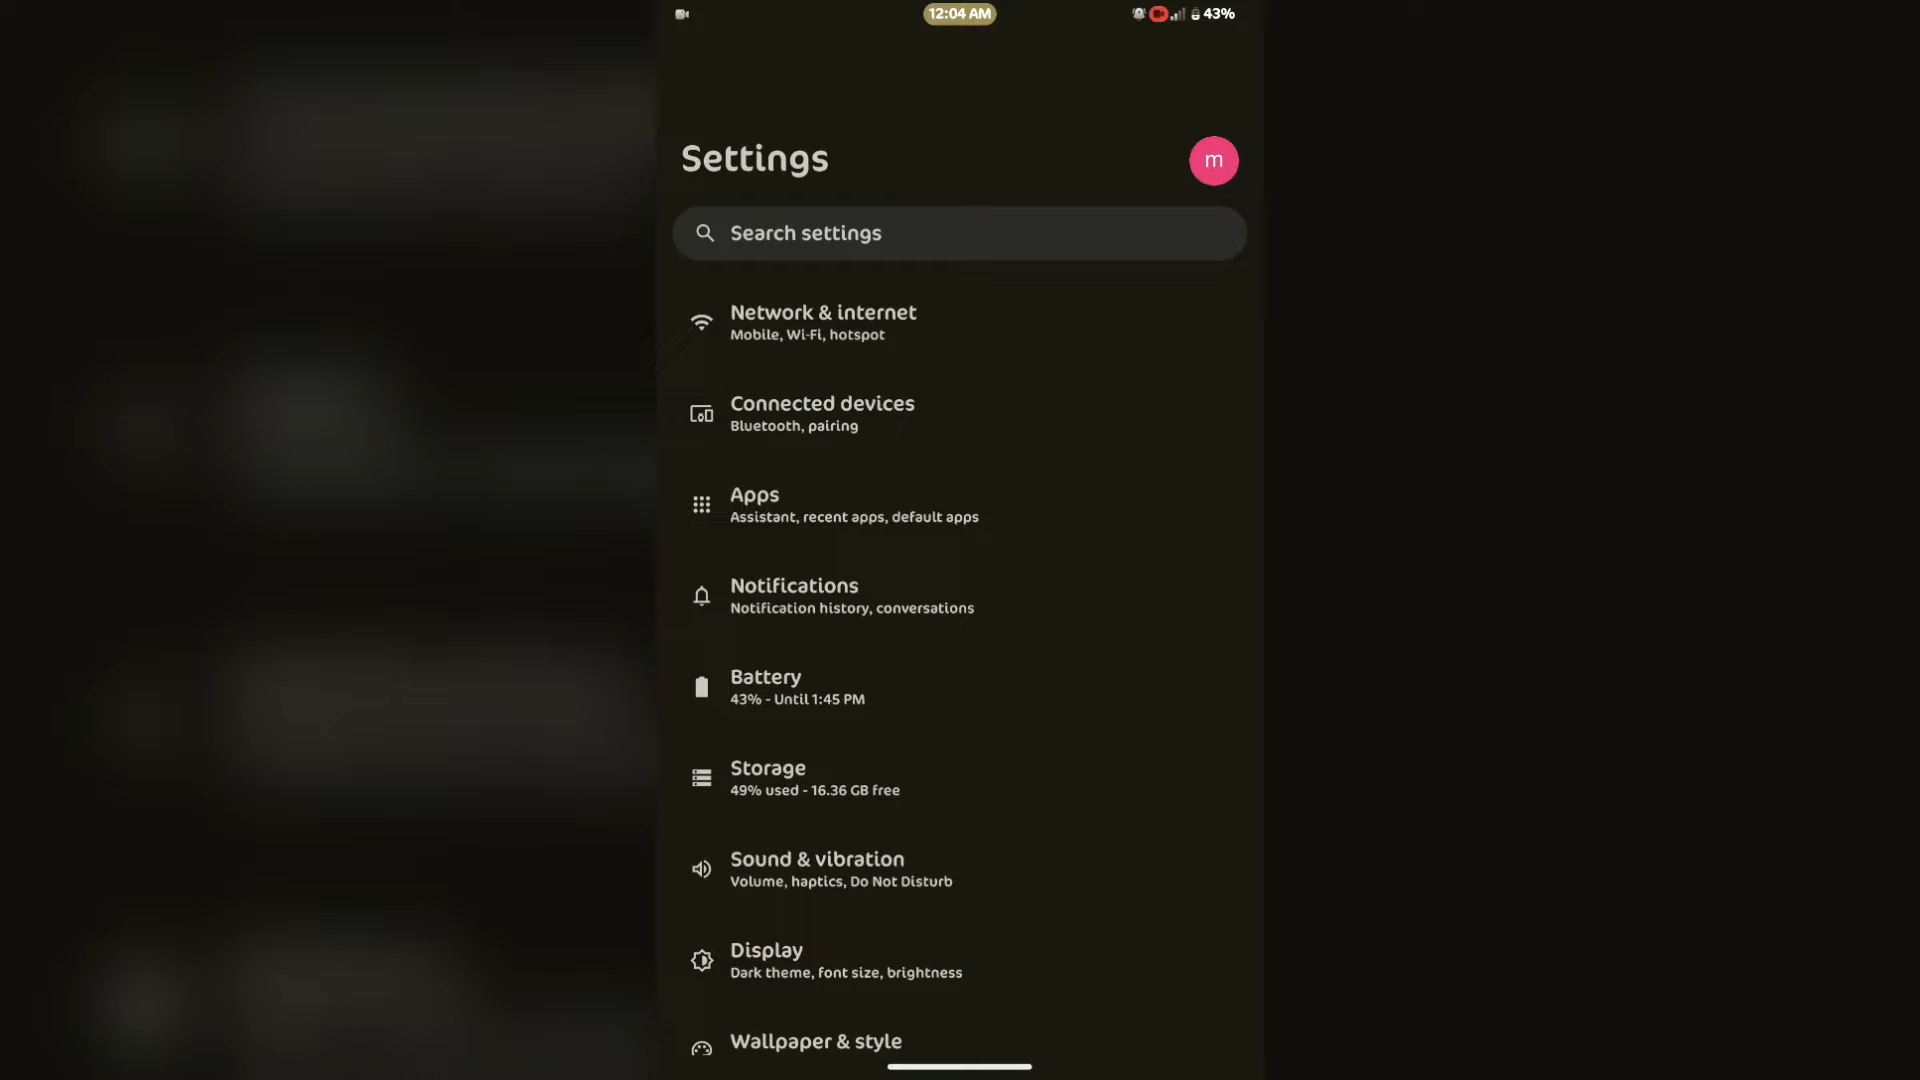 12:04 AM
43%
Settings
m
Search settings
Network & internet
Mobile, Wi-Fi, hotspot
Connected devices
Bluetooth, pairing
Apps
Assistant, recent apps, default apps
Notifications
Notification history, conversations
Battery
43% - Until 1:45 PM
Storage
49% used - 16.36 GB free
Sound & vibration
Volume, haptics, Do Not Disturb
Display
Dark theme, font size, brightness
Wallpaper & style